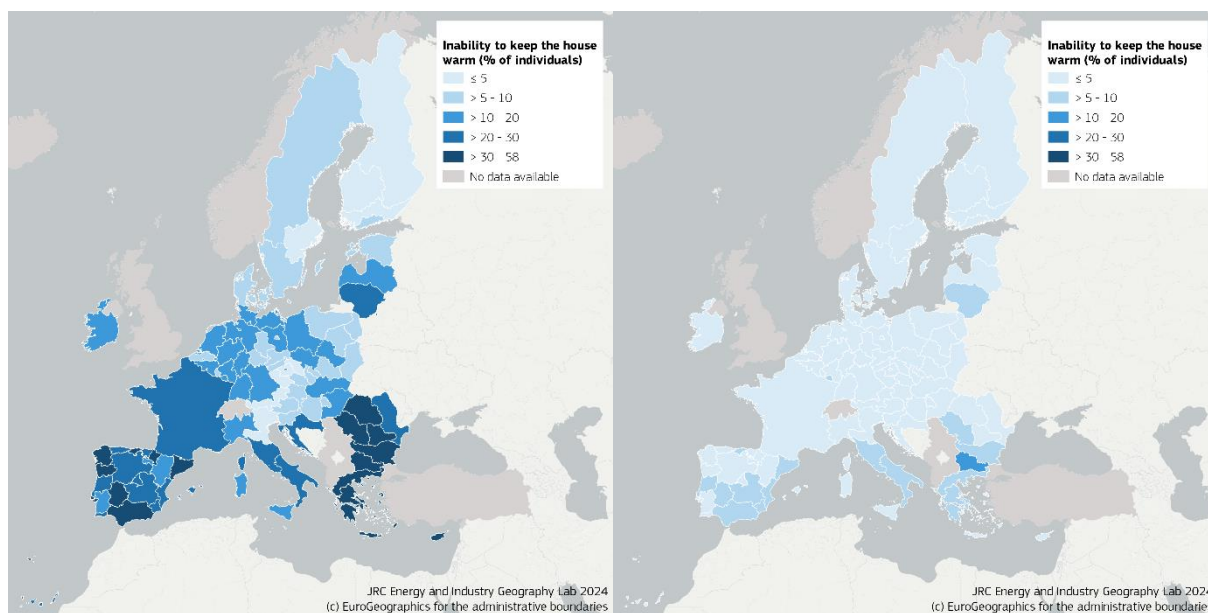 Inability to keep the house
warm (% of individuals)
≤ 5
> 5 - 10
> 10 20
> 20 - 30
> 30 58
No data available
JRC Energy and Industry Geography Lab 2024
(c) EuroGeographics for the administrative boundaries
Inability to keep the house
warm (% of individuals)
≤ 5
> 5 - 10
> 10 20
> 20 - 30
> 30 58
No data available
JRC Energy and Industry Geography Lab 2024
(c) EuroGeographics for the administrative boundaries